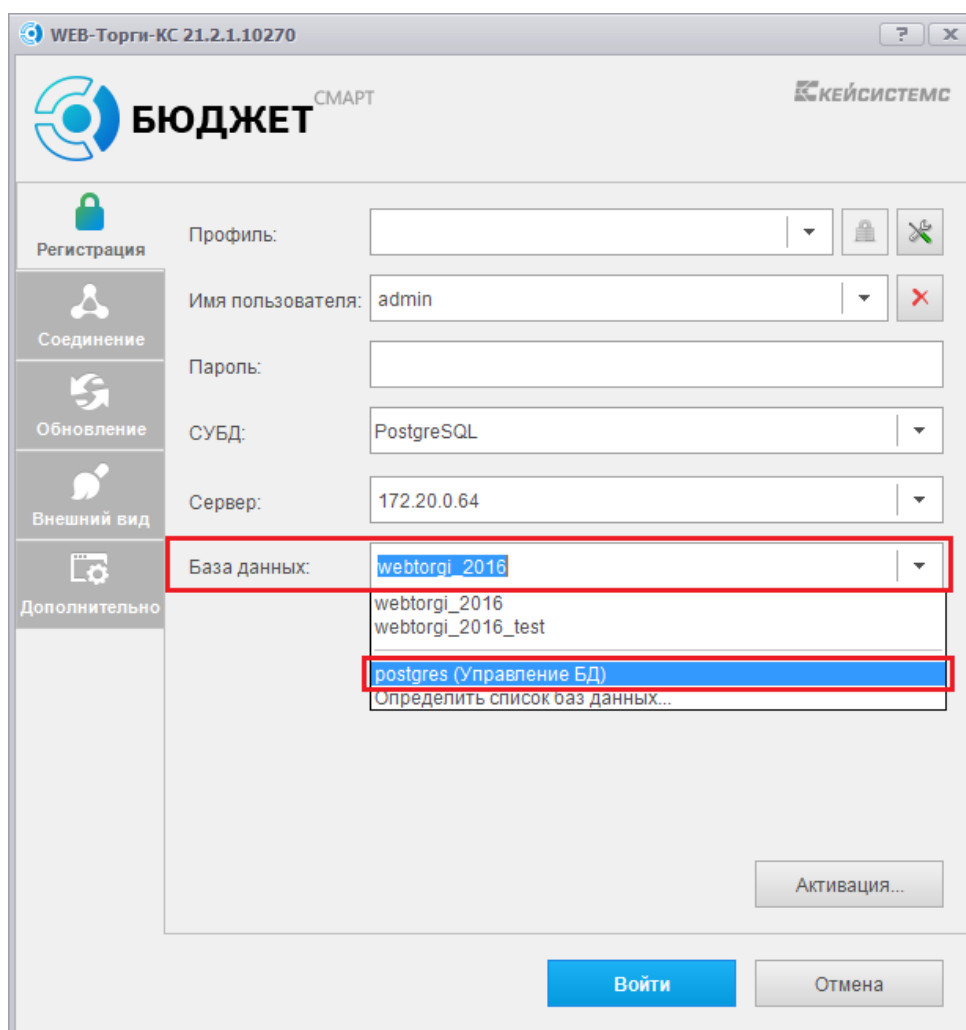 WEB-Торги-КС 21.2.1.10270
?
БЮДЖЕТ СМАРТ
КЕЙСИСТЕМС
Регистрация
Соединение
Обновление
Внешний вид
Дополнительно
Профиль:
Имя пользователя: admin
Пароль:
СУБД: PostgreSQL
Сервер: 172.20.0.64
База данных: webtorgi_2016
webtorgi_2016
webtorgi_2016_test
postgres (Управление БД)
Определить список баз данных...
Активация...
Войти Отмена